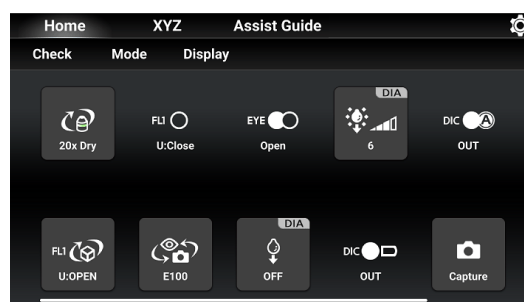 Home XYZ Assist Guide
Check Mode Display
DIA
FL1 EYE DIC A
20x Dry U:Close Open 6 OUT
DIA
FL1 DIC
U:OPEN E100 OFF OUT Capture